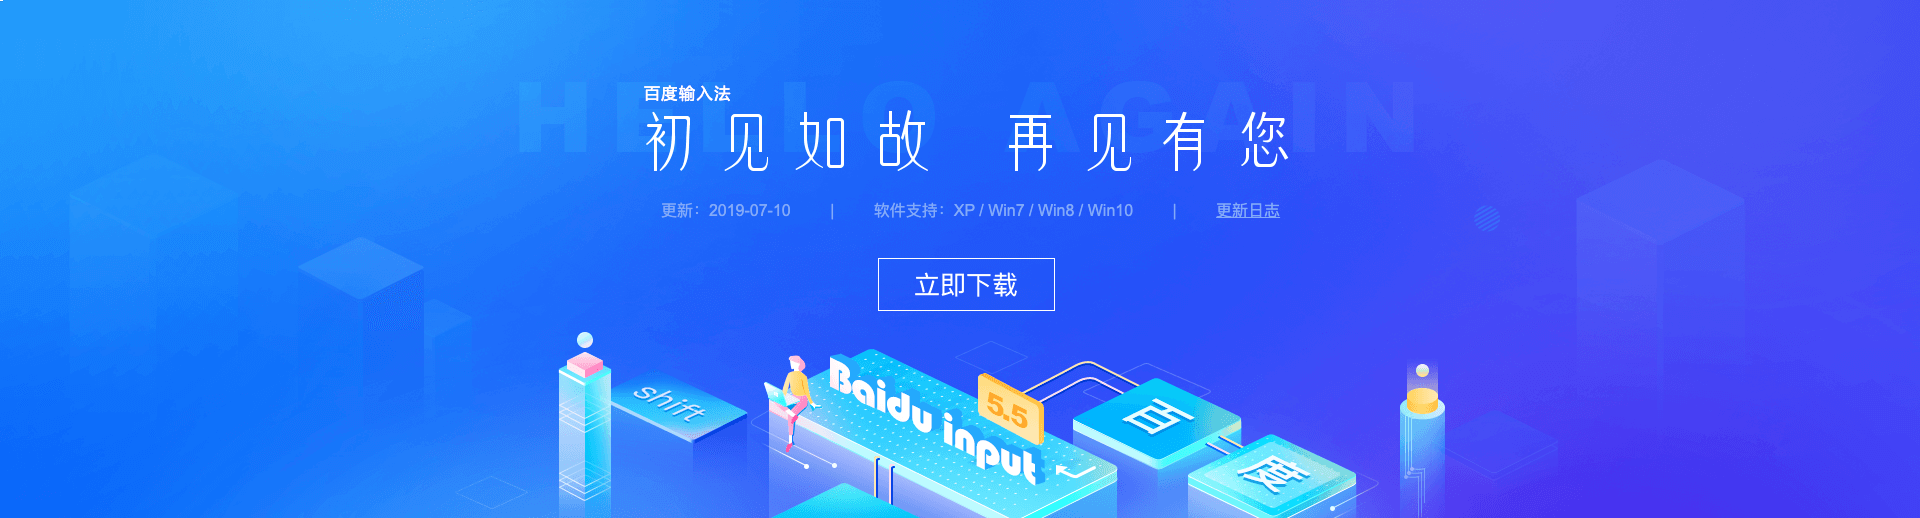 HELLO AGAIN
百度输入法
初见如故 再见有您
更新：2019-07-10 | 软件支持：XP / Win7 / Win8 / Win10 | 更新日志
立即下载
shift
Baidu input
5.5
百
度